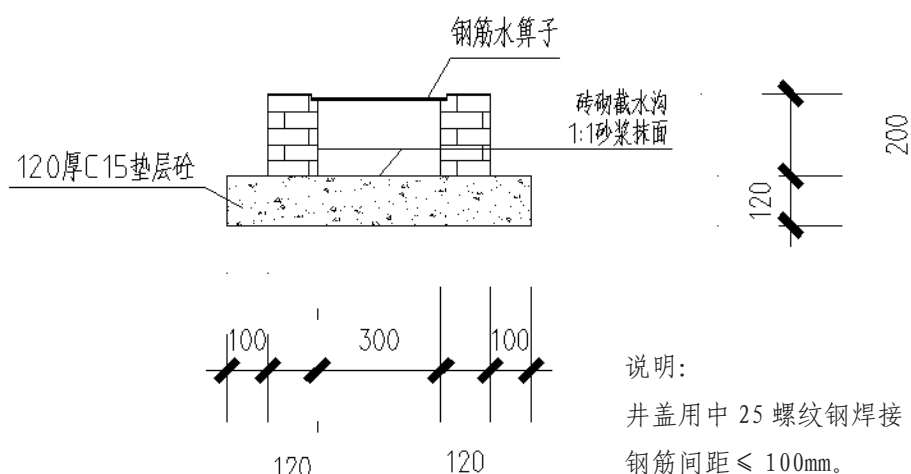 钢筋水箅子
砖砌截水沟
1:1砂浆抹面
120厚C15垫层砼
200
120
100
300
100
120
120
说明:
井盖用中 25 螺纹钢焊接
钢筋间距≤ 100mm。